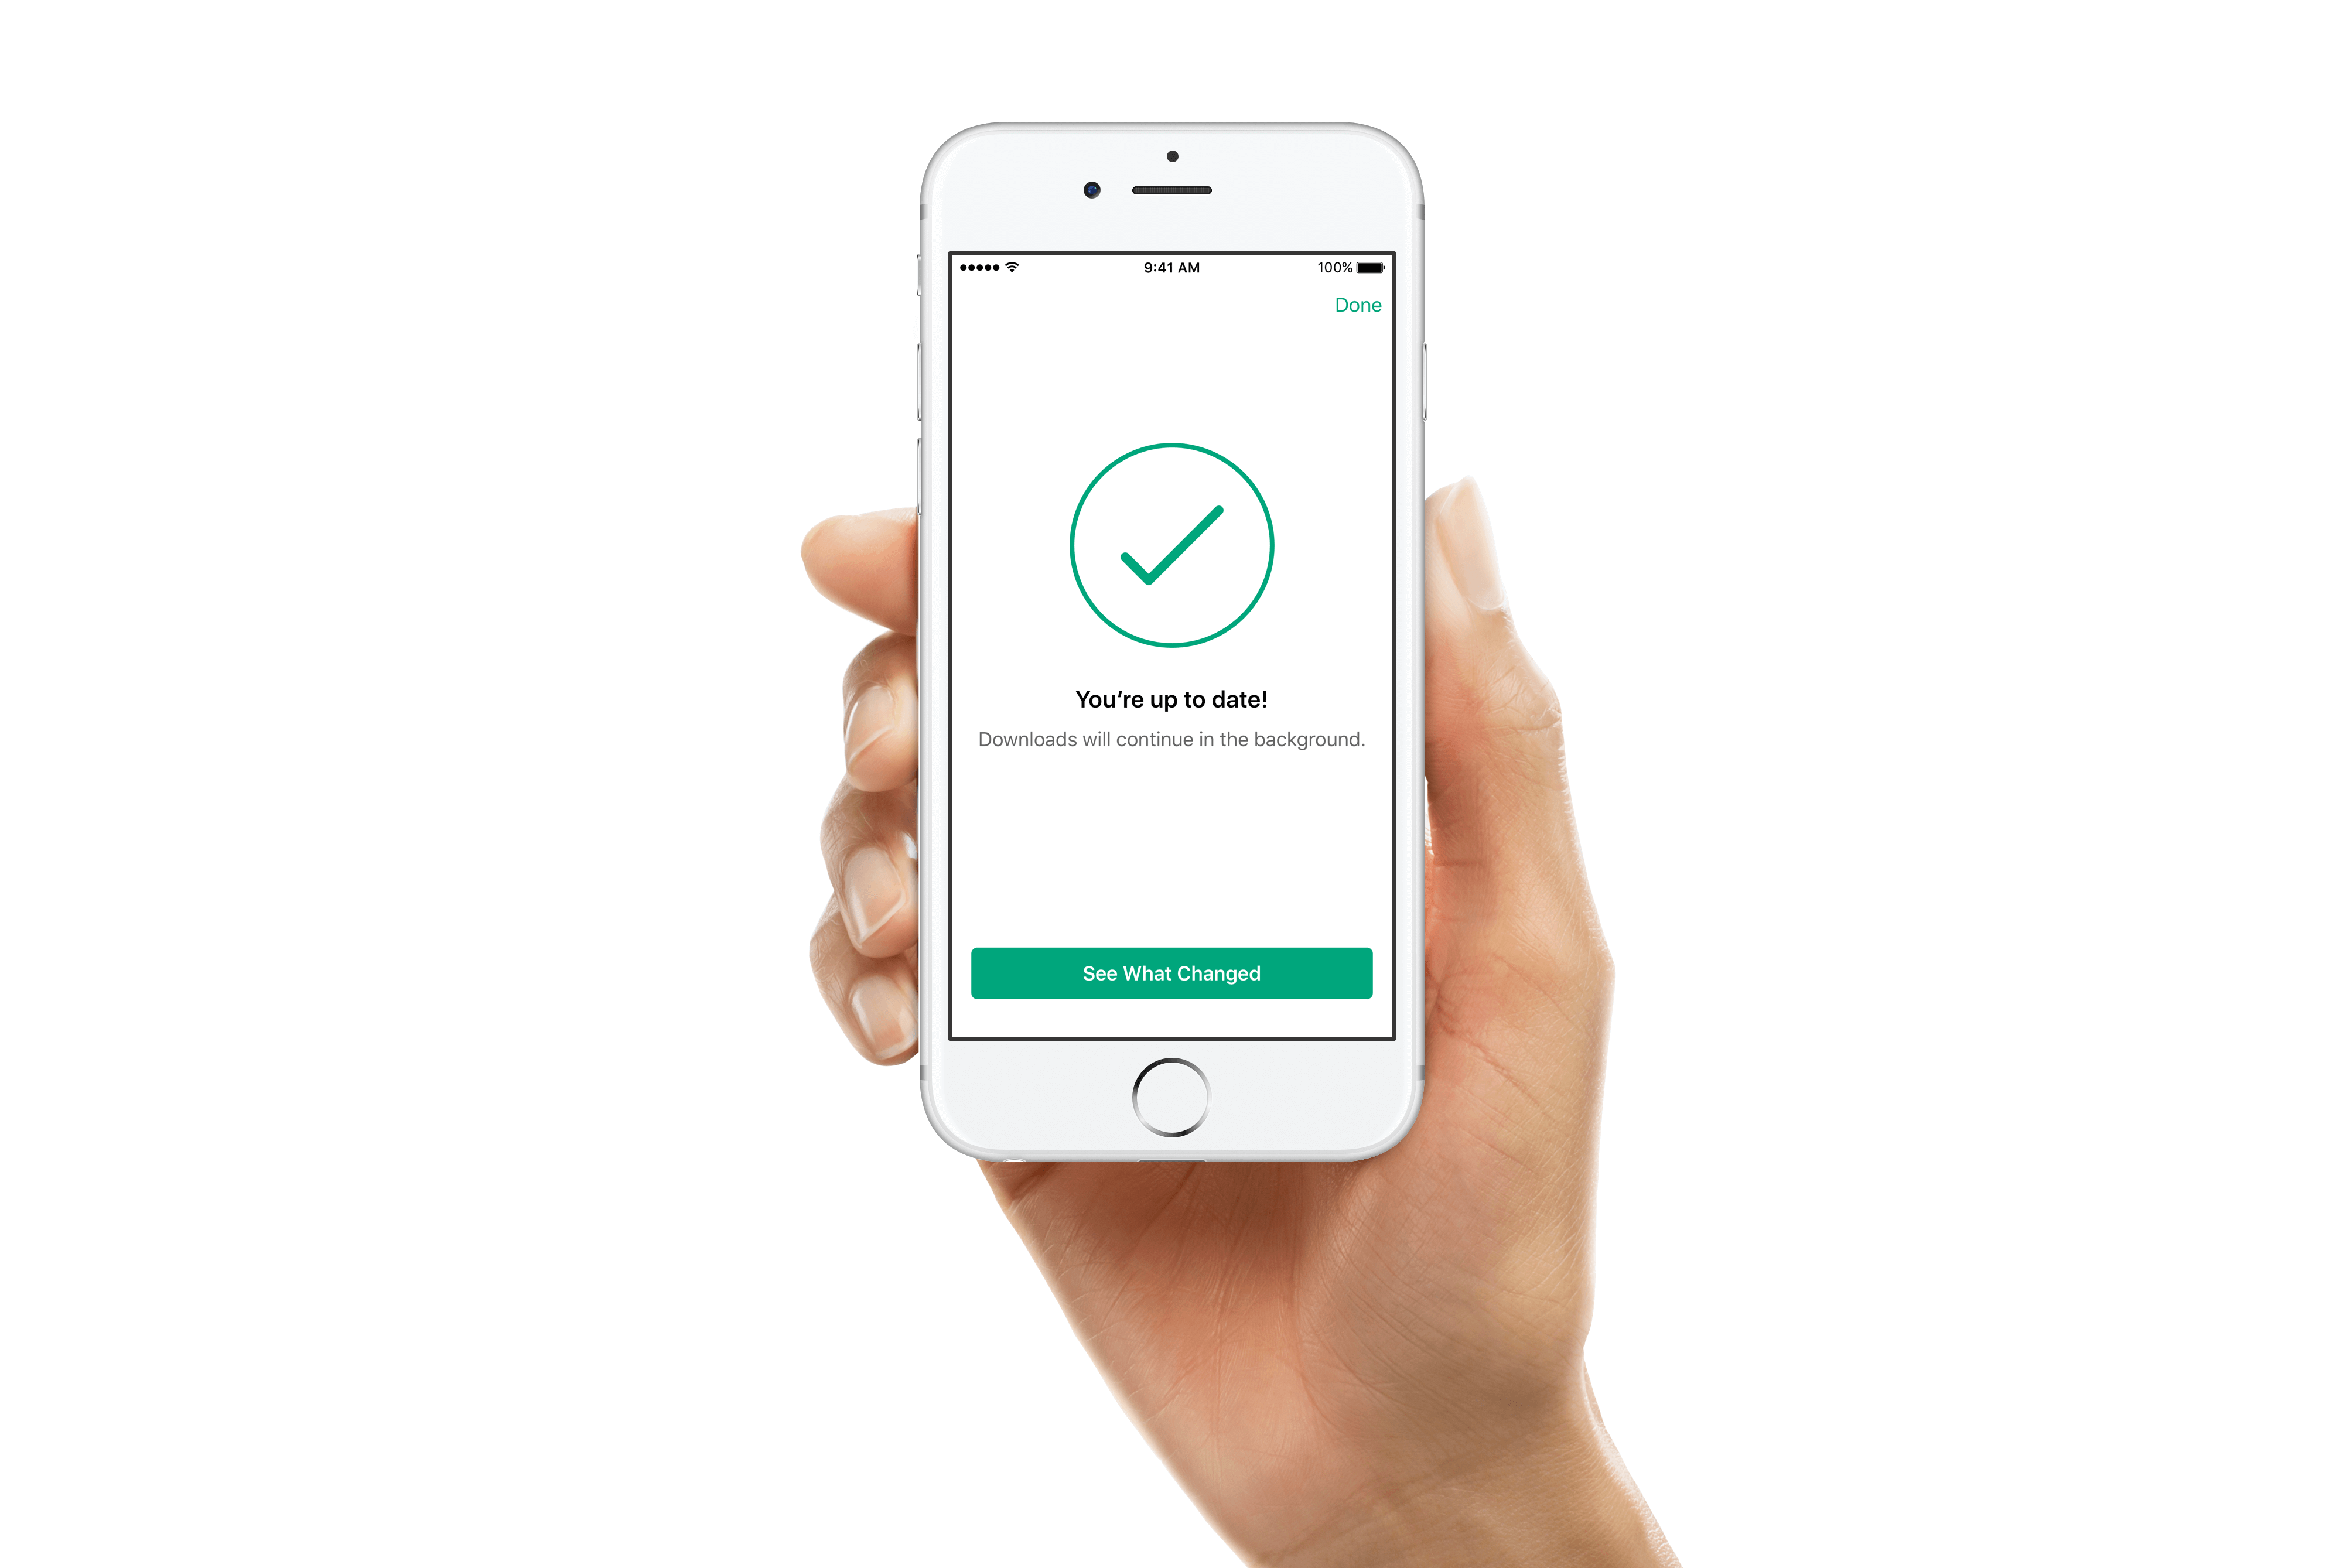 9:41 AM
100%
Done
You’re up to date!
Downloads will continue in the background.
See What Changed